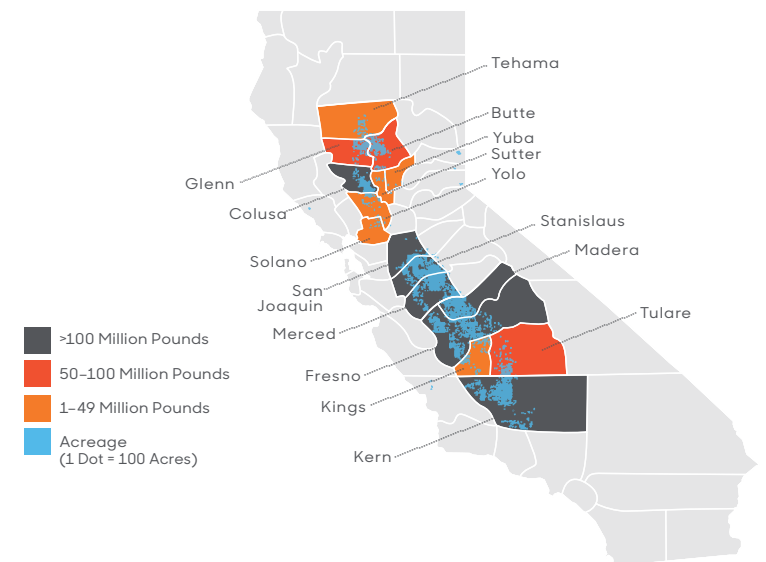 Tehama
Butte
Yuba
Sutter
Yolo
Glenn
Colusa
Stanislaus
Madera
Solano
San
Joaquin
Merced
Tulare
Fresno
Kings
Kern
>100 Million Pounds
50–100 Million Pounds
1–49 Million Pounds
Acreage
(1 Dot = 100 Acres)